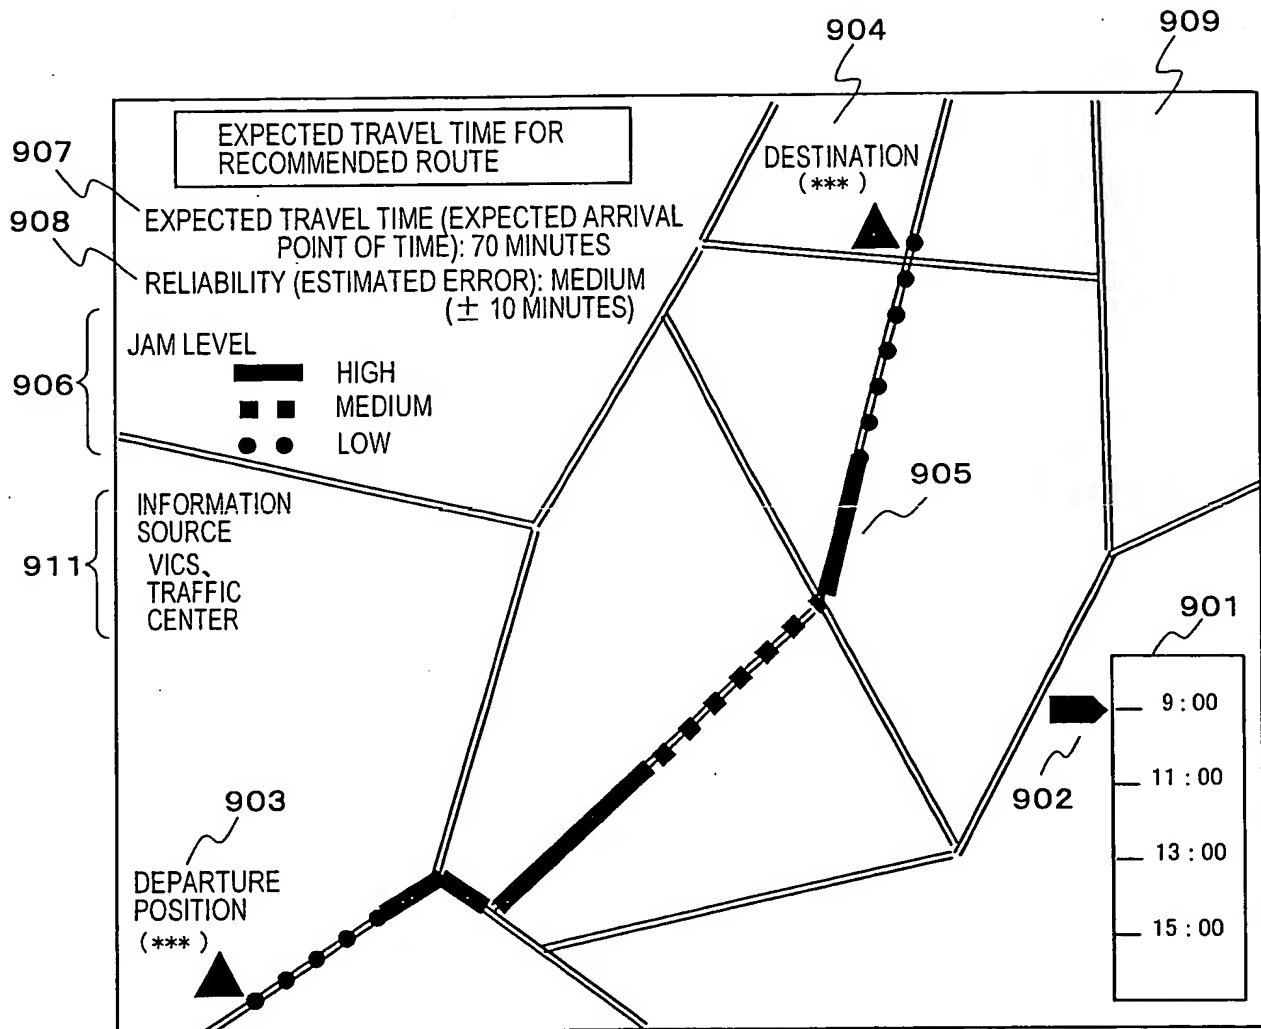 904
909
EXPECTED TRAVEL TIME FOR
RECOMMENDED ROUTE
907
DESTINATION
(***)
908
EXPECTED TRAVEL TIME (EXPECTED ARRIVAL
POINT OF TIME): 70 MINUTES
RELIABILITY (ESTIMATED ERROR): MEDIUM
(± 10 MINUTES)
906
JAM LEVEL
HIGH
MEDIUM
LOW
905
911
INFORMATION
SOURCE
VICS、
TRAFFIC
CENTER
901
9:00
902
11:00
13:00
15:00
903
DEPARTURE
POSITION
(***)